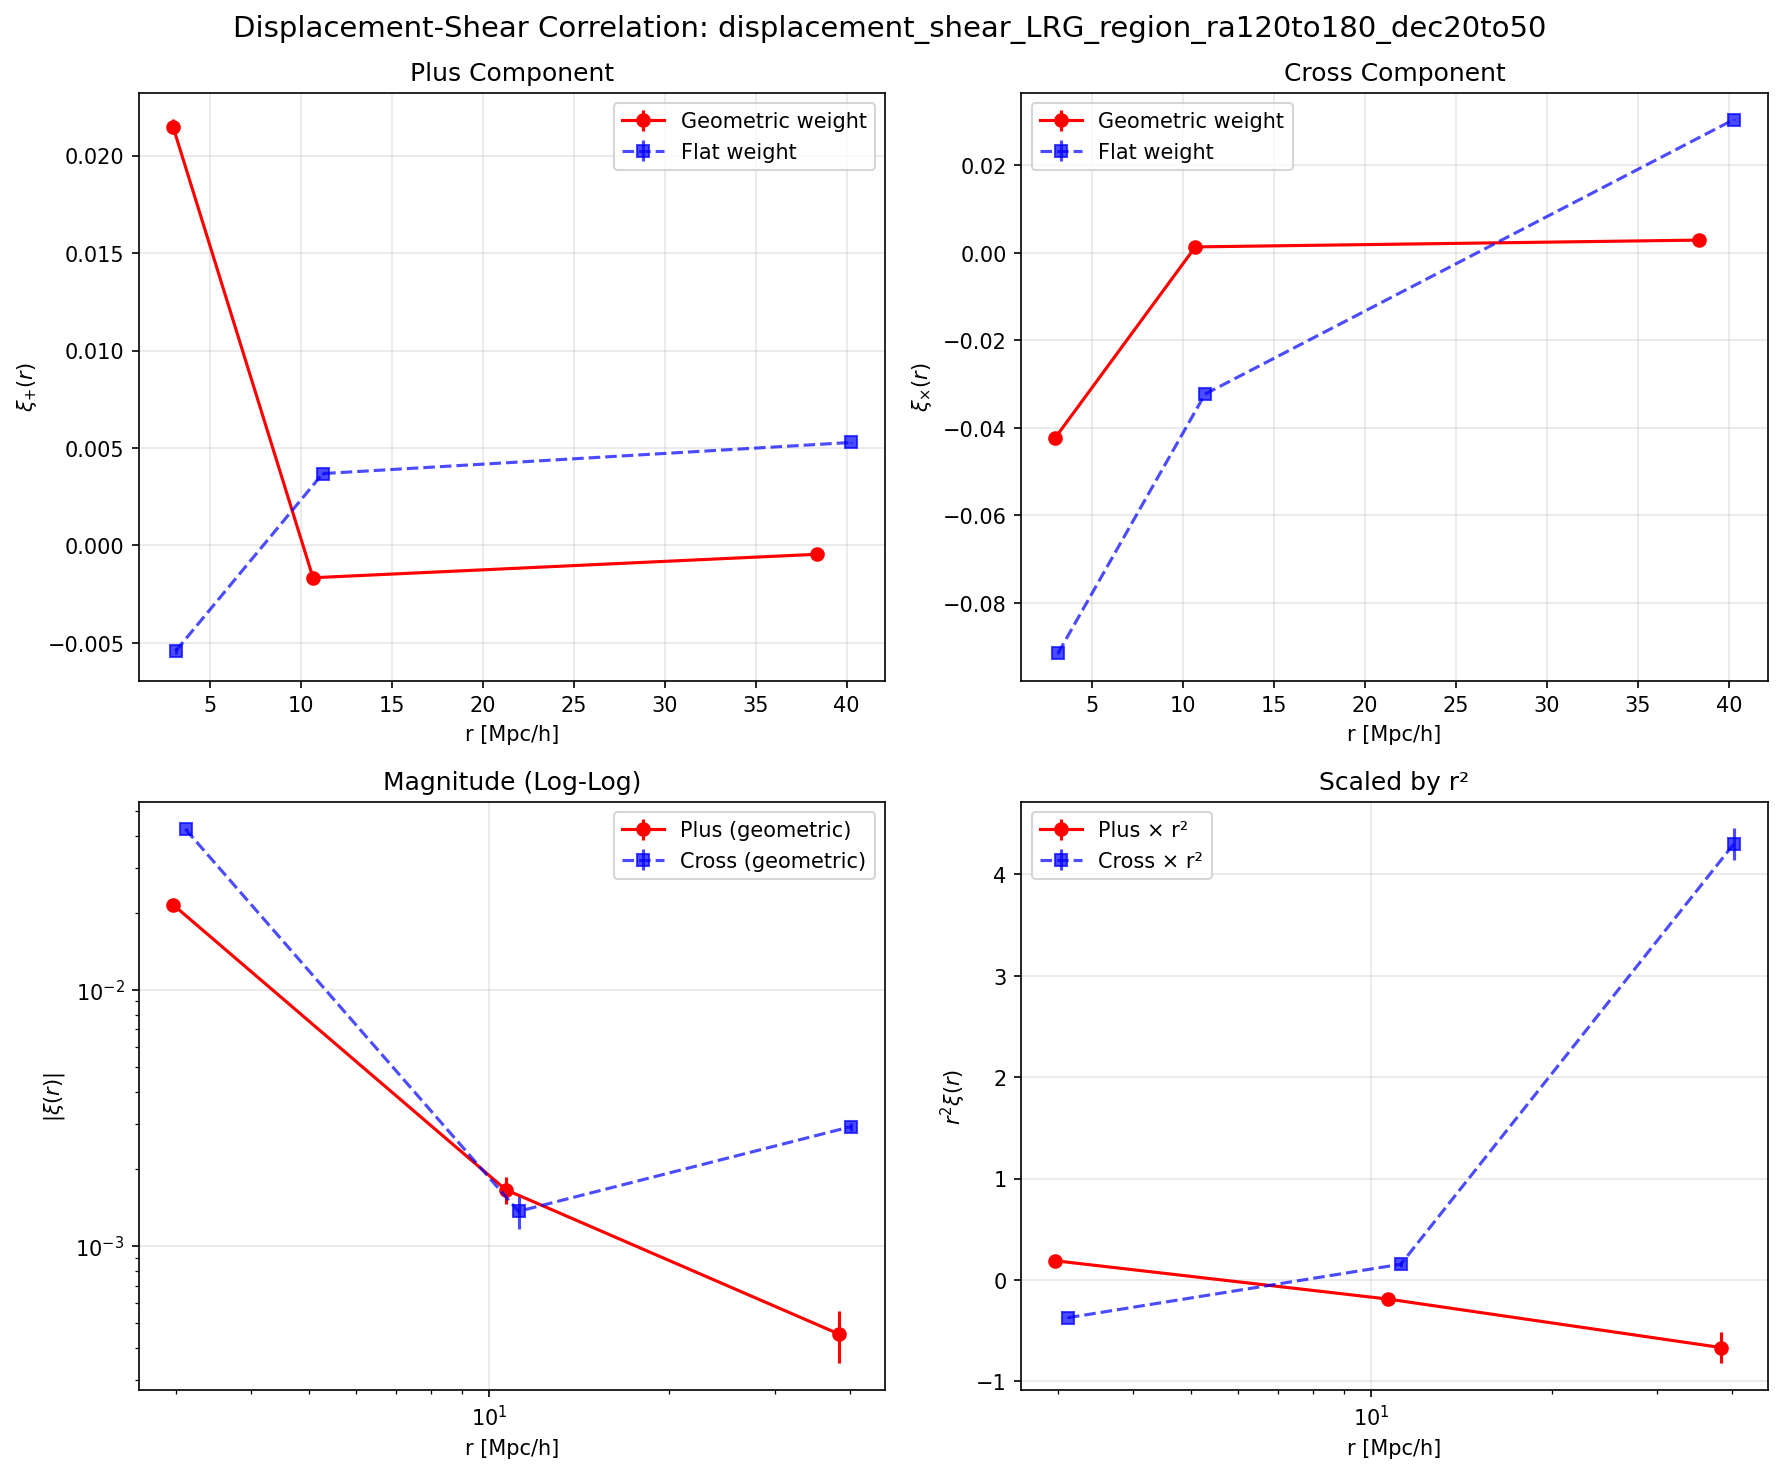 Displacement-Shear Correlation: displacement_shear_LRG_region_ra120to180_dec20to50
Plus Component
Geometric weight
Flat weight
0.020
0.015
0.010
0.005
0.000
−0.005
ξ₊(r)
5 10 15 20 25 30 35 40
r [Mpc/h]
Cross Component
Geometric weight
Flat weight
0.02
0.00
−0.02
−0.04
−0.06
−0.08
ξ×(r)
5 10 15 20 25 30 35 40
r [Mpc/h]
Magnitude (Log-Log)
Plus (geometric)
Cross (geometric)
10⁻²
10⁻³
|ξ(r)|
10¹
r [Mpc/h]
Scaled by r²
Plus × r²
Cross × r²
4
3
2
1
0
−1
r²ξ(r)
10¹
r [Mpc/h]